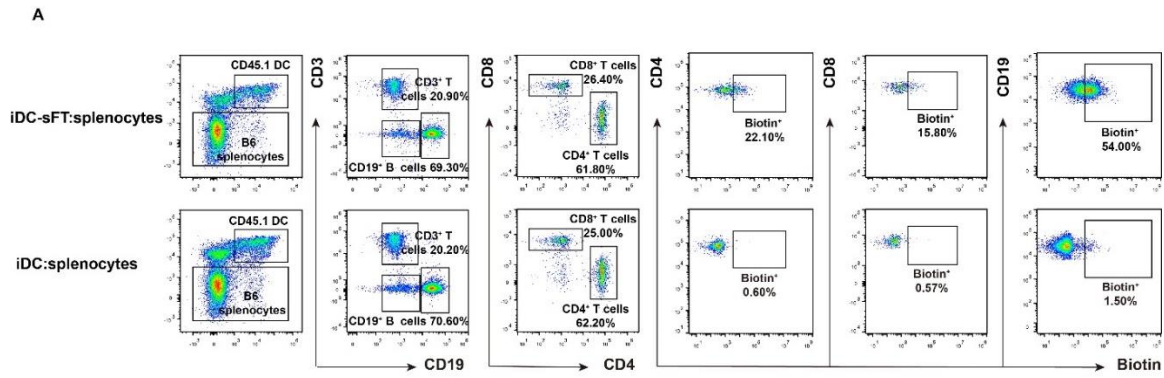 A
iDC-sFT:splenocytes
CD45.1 DC
B6
splenocytes
CD3
CD3⁺ T
cells 20.90%
CD19⁺ B cells 69.30%
CD8
CD8⁺ T cells
26.40%
CD4⁺ T cells
61.80%
CD4
Biotin⁺
22.10%
CD8
Biotin⁺
15.80%
CD19
Biotin⁺
54.00%
iDC:splenocytes
CD45.1 DC
B6
splenocytes
CD3⁺ T
cells 20.20%
CD19⁺ B cells 70.60%
CD8⁺ T cells
25.00%
CD4⁺ T cells
62.20%
Biotin⁺
0.60%
Biotin⁺
0.57%
Biotin⁺
1.50%
CD19
CD4
Biotin